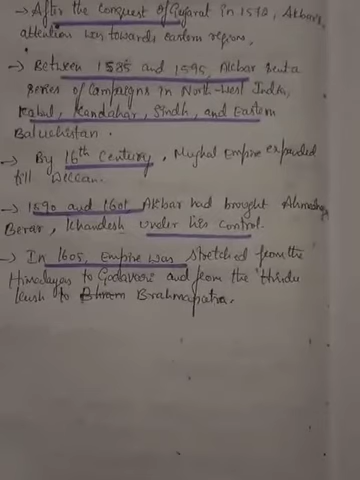 → After the conquest of Gujarat in 1572, Akbar's
attention was towards eastern regions.
→ Between 1585 and 1595, Akbar sent a
series of Campaigns in North-West India,
Kabul, Kandahar, Sindh, and Eastern
Baluchistan.
→ By 16th Century, Mughal Empire expanded
till Deccan.
→ 1590 and 1601 Akbar had brought Ahmadnagar
Berar, Khandesh under his control.
→ In 1605, Empire was stretched from the
Himalayas to Godavari and from the Hindu
Kush to Brahmaputra.